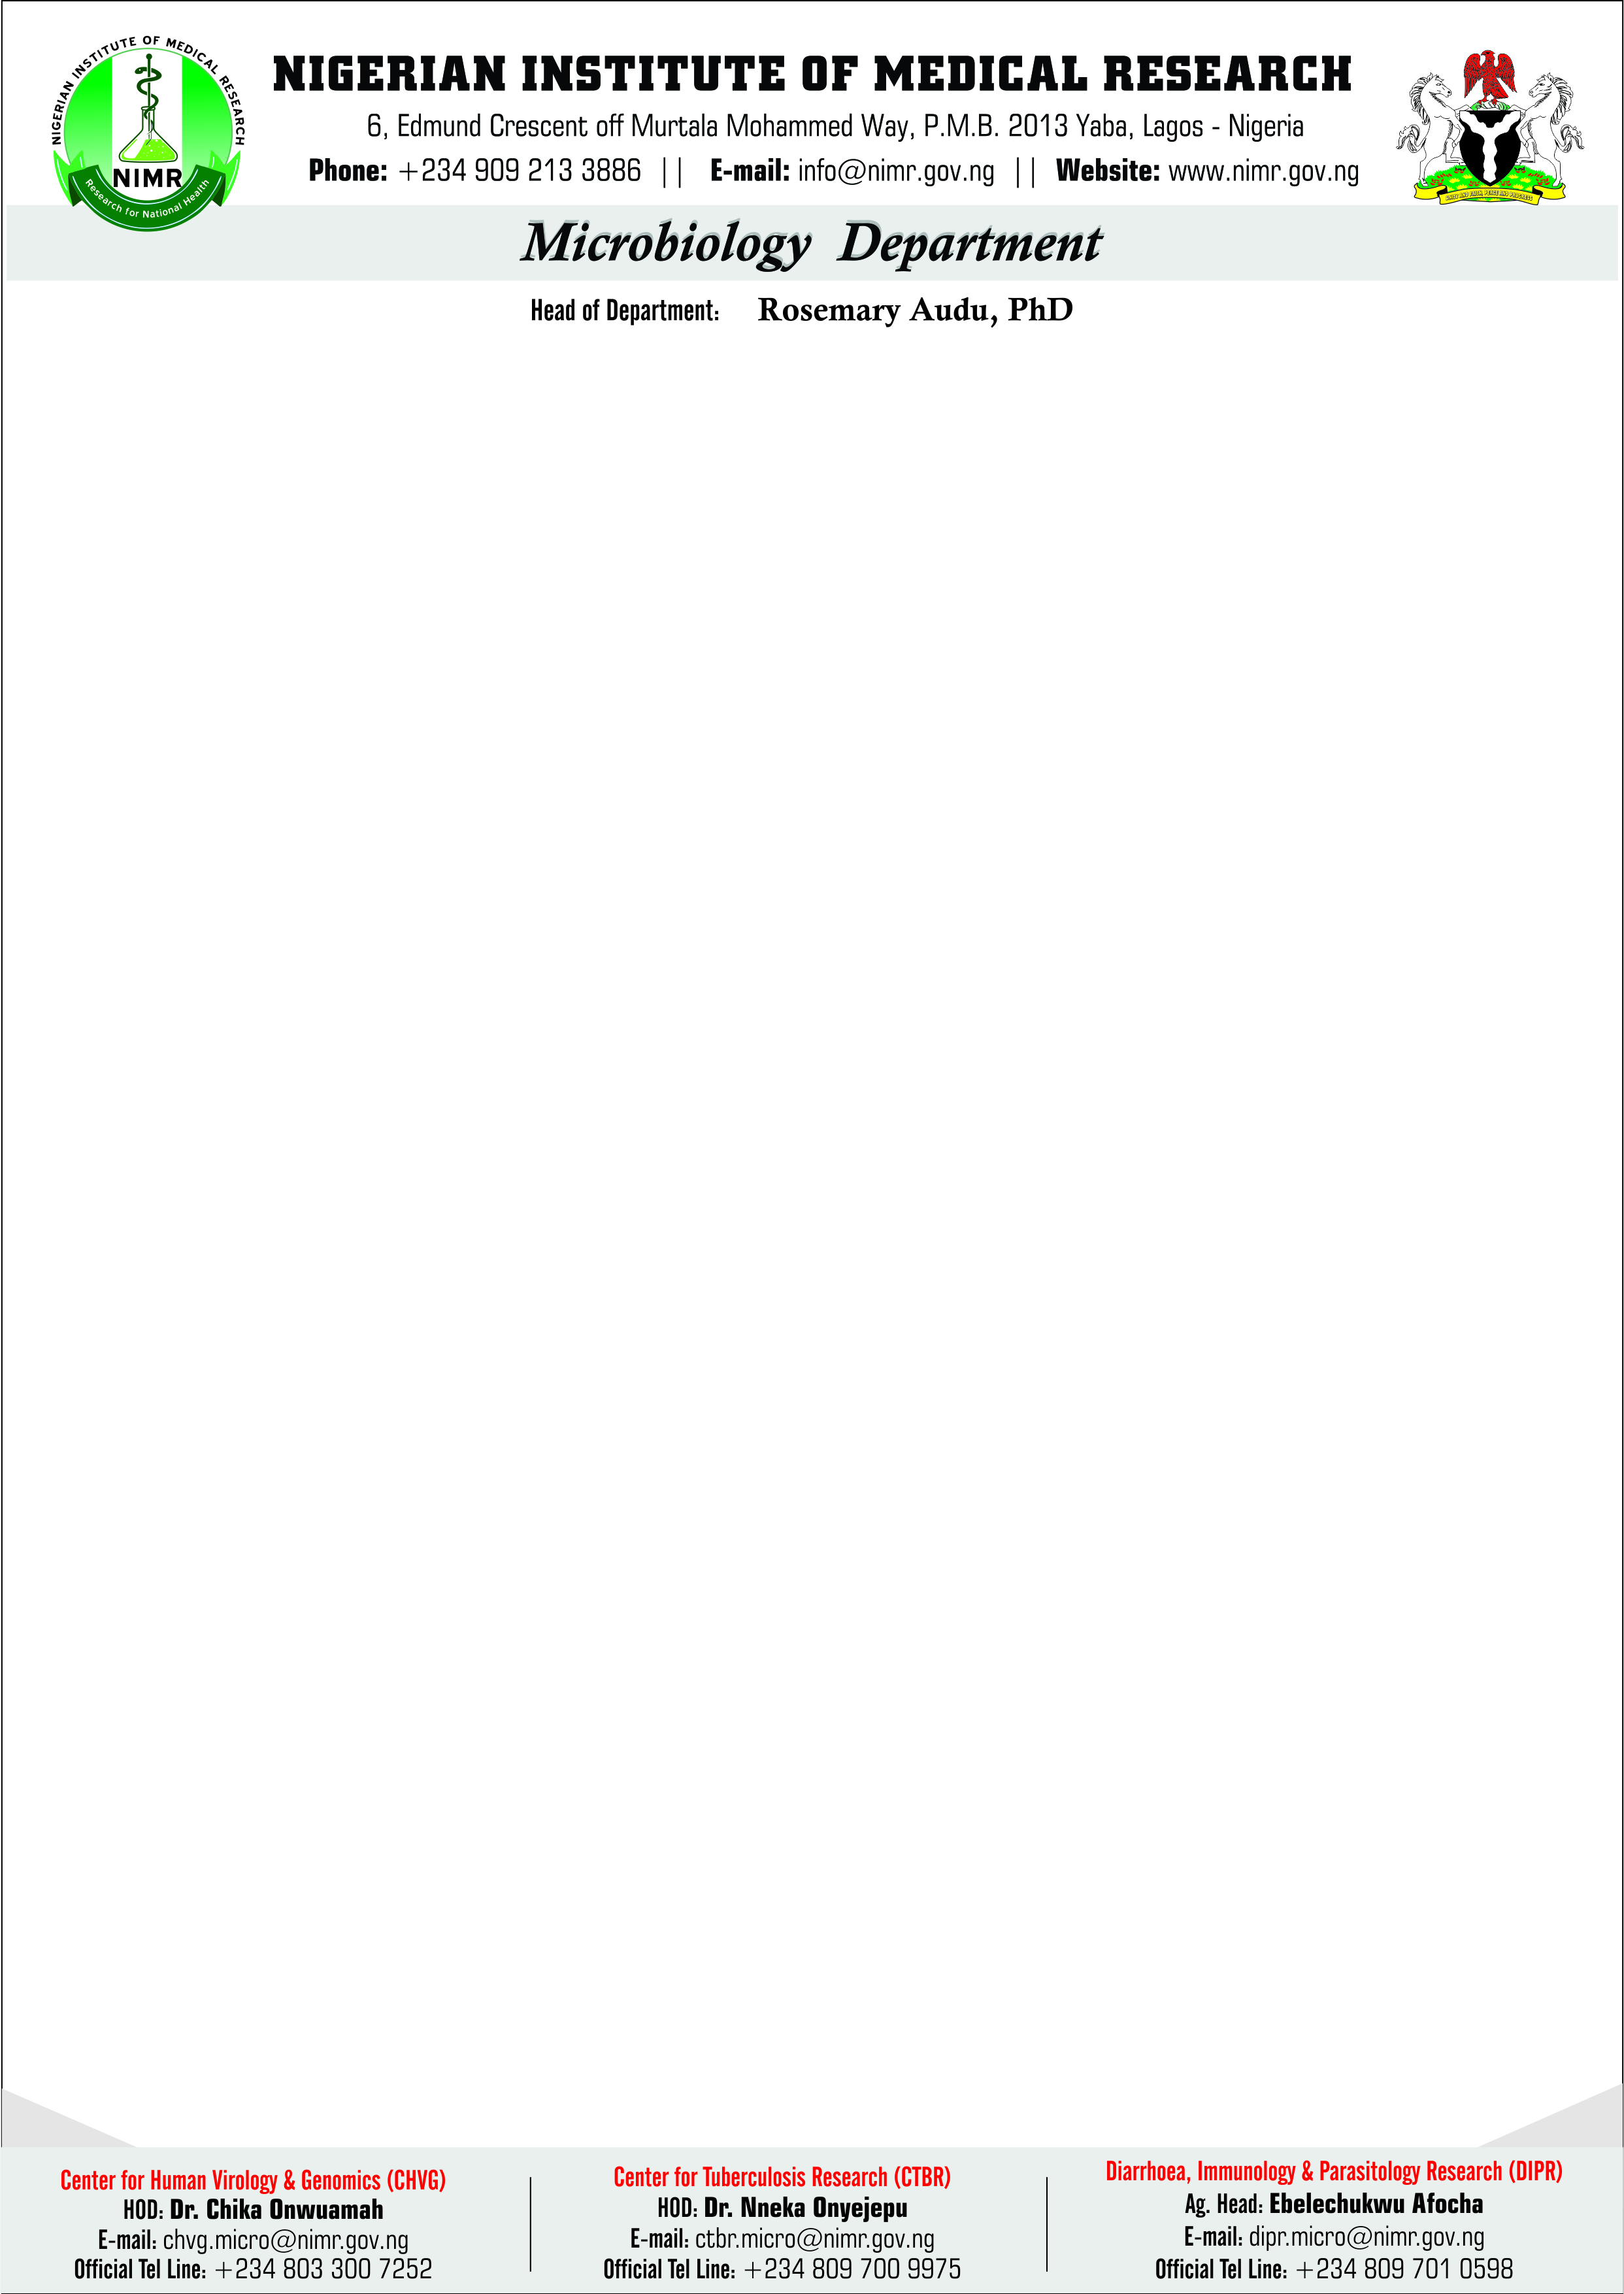 NIGERIAN INSTITUTE OF MEDICAL RESEARCH
NIMR
Research for National Health
NIGERIAN INSTITUTE OF MEDICAL RESEARCH
6, Edmund Crescent off Murtala Mohammed Way, P.M.B. 2013 Yaba, Lagos - Nigeria
Phone: +234 909 213 3886 || E-mail: info@nimr.gov.ng || Website: www.nimr.gov.ng
UNITY AND FAITH, PEACE AND PROGRESS
Microbiology Department
Head of Department: Rosemary Audu, PhD
Center for Human Virology & Genomics (CHVG)
HOD: Dr. Chika Onwuamah
E-mail: chvg.micro@nimr.gov.ng
Official Tel Line: +234 803 300 7252
Center for Tuberculosis Research (CTBR)
HOD: Dr. Nneka Onyejepu
E-mail: ctbr.micro@nimr.gov.ng
Official Tel Line: +234 809 700 9975
Diarrhoea, Immunology & Parasitology Research (DIPR)
Ag. Head: Ebelechukwu Afocha
E-mail: dipr.micro@nimr.gov.ng
Official Tel Line: +234 809 701 0598